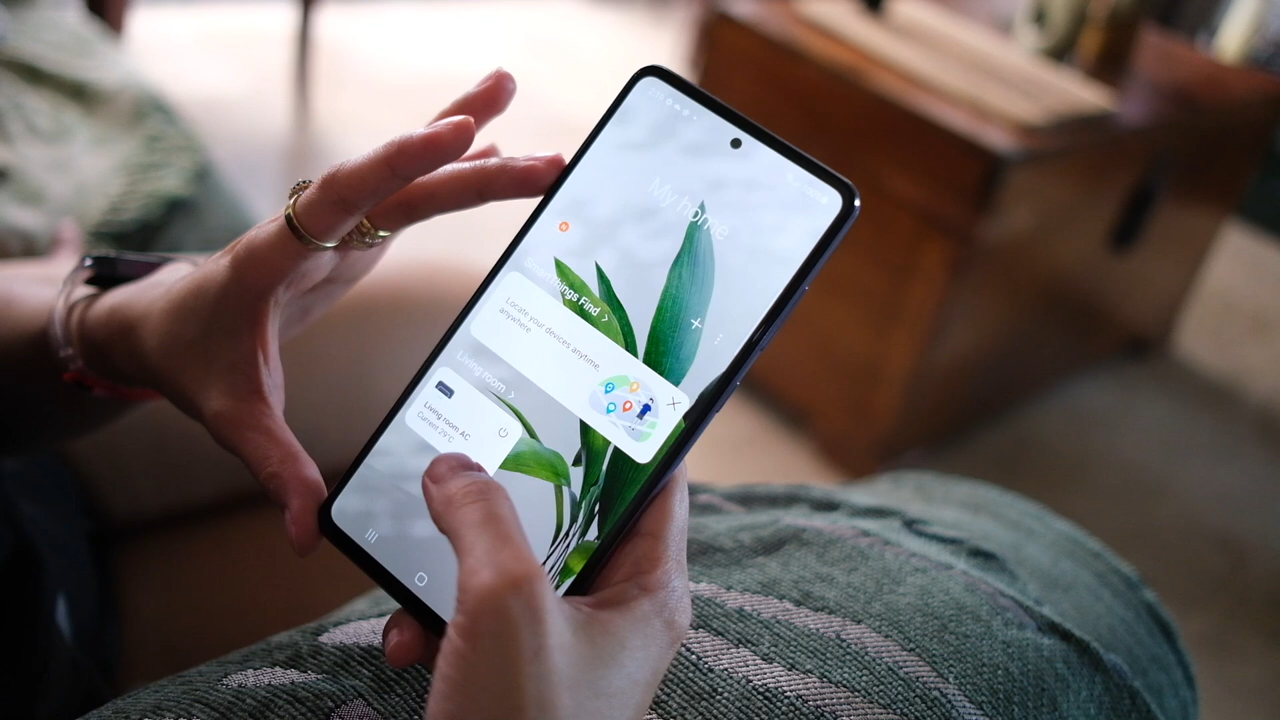 My home
SmartThings Find
Locate your devices anytime,
anywhere.
Living room
Living room AC
Current 29°C